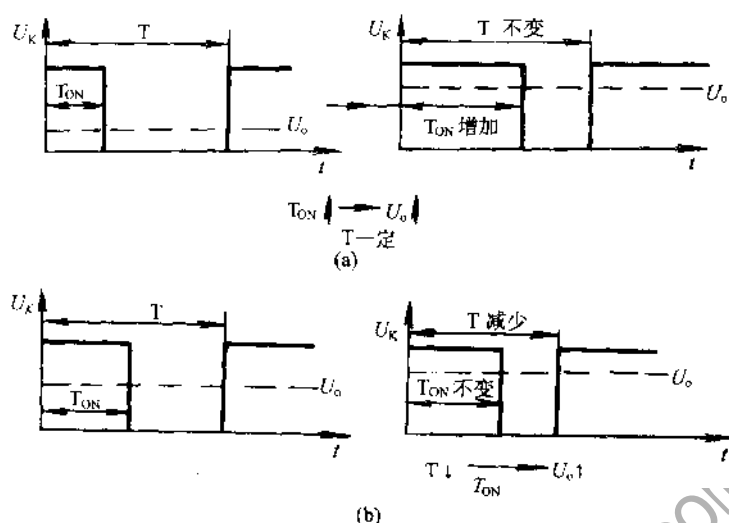 U_K T
T_ON
U_o
t
U_K T 不变
U_o
T_ON 增加
t
T_ON↑ → U_o↑
T一定
(a)
U_K T
U_o
T_ON
t
U_K T 减少
U_o
T_ON 不变
t
T↓ → U_o↑
T_ON
(b)